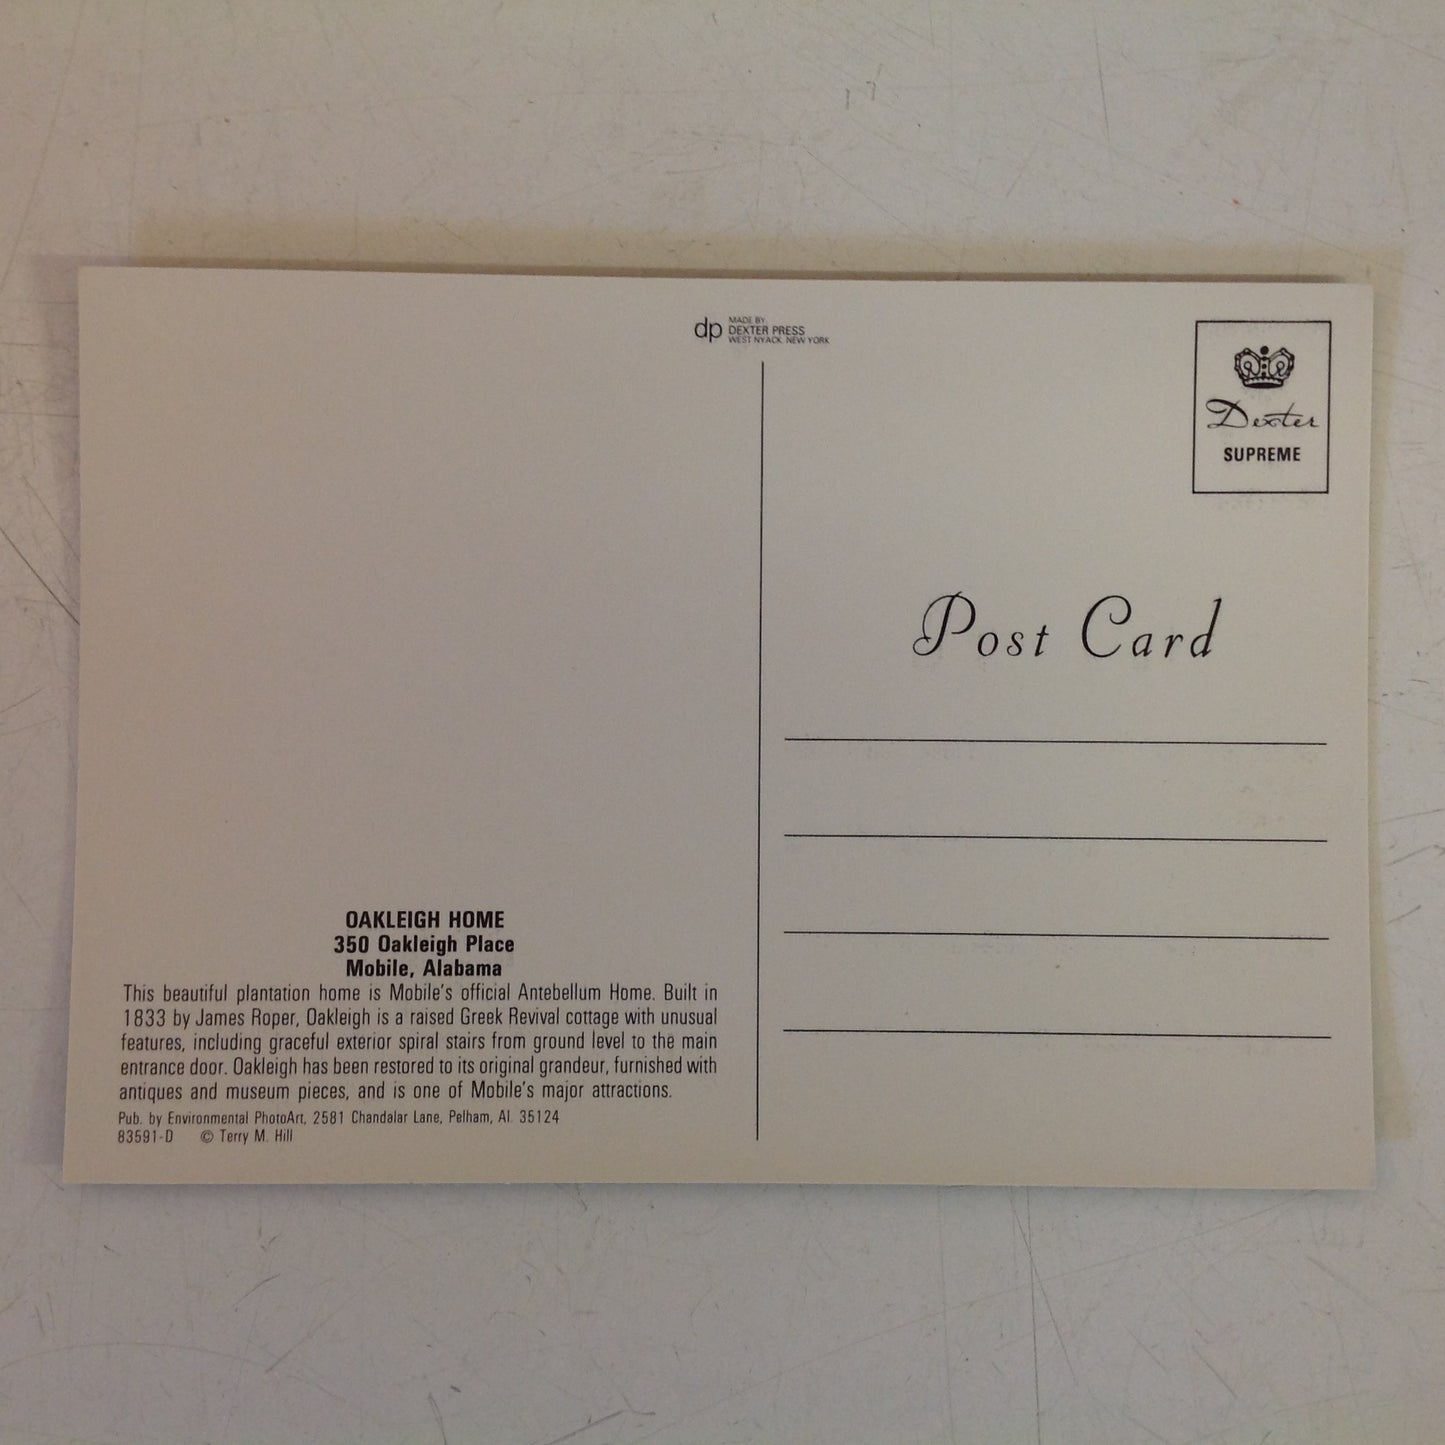 dp MADE BY
DEXTER PRESS
WEST NYACK, NEW YORK
Dexter
SUPREME
Post Card
OAKLEIGH HOME
350 Oakleigh Place
Mobile, Alabama
This beautiful plantation home is Mobile's official Antebellum Home. Built in
1833 by James Roper, Oakleigh is a raised Greek Revival cottage with unusual
features, including graceful exterior spiral stairs from ground level to the main
entrance door. Oakleigh has been restored to its original grandeur, furnished with
antiques and museum pieces, and is one of Mobile's major attractions.
Pub. by Environmental PhotoArt, 2581 Chandalar Lane, Pelham, Al. 35124
83591-D © Terry M. Hill